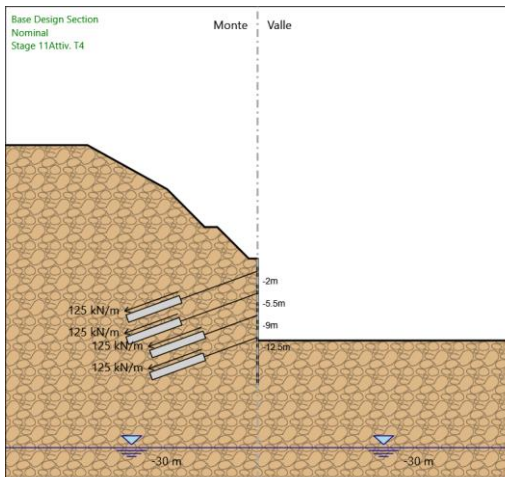 Base Design Section
Nominal
Stage 11Attiv. T4
Monte
Valle
-2m
125 kN/m
-5.5m
125 kN/m
-9m
125 kN/m
-12.5m
125 kN/m
-30 m
-30 m